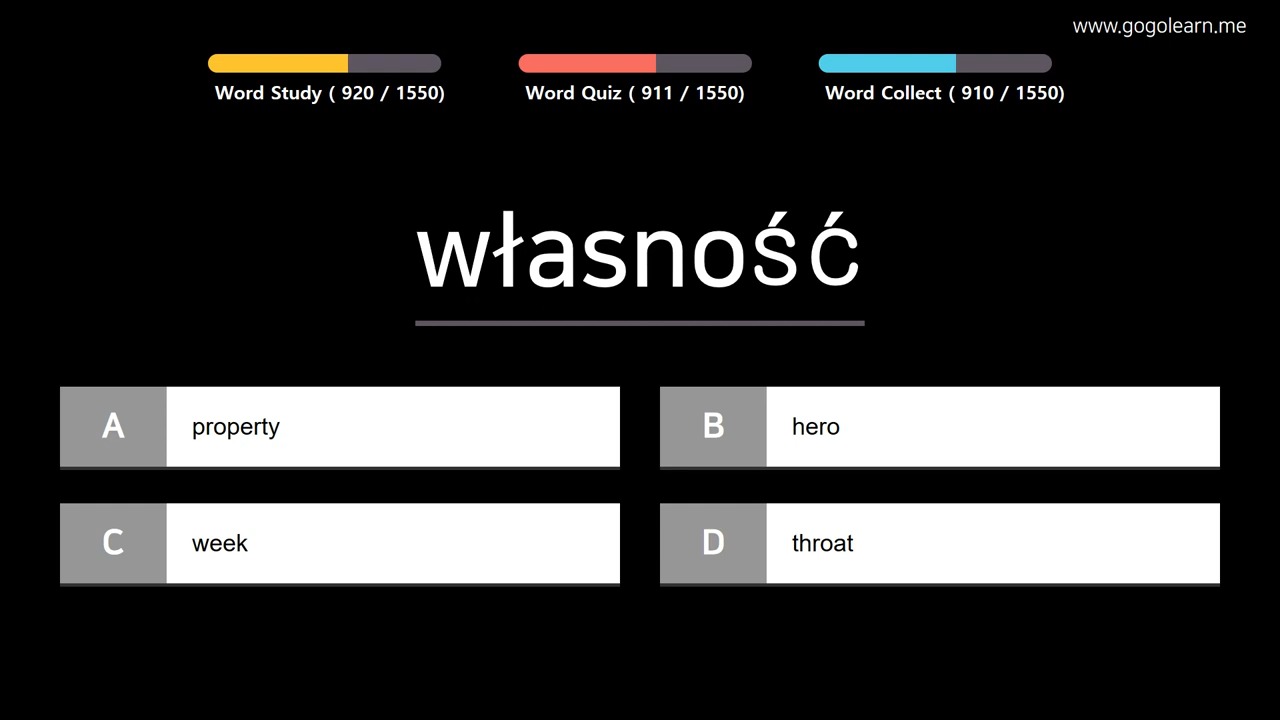 www.gogolearn.me
Word Study ( 920 / 1550)
Word Quiz ( 911 / 1550)
Word Collect ( 910 / 1550)
własność
A
property
B
hero
C
week
D
throat